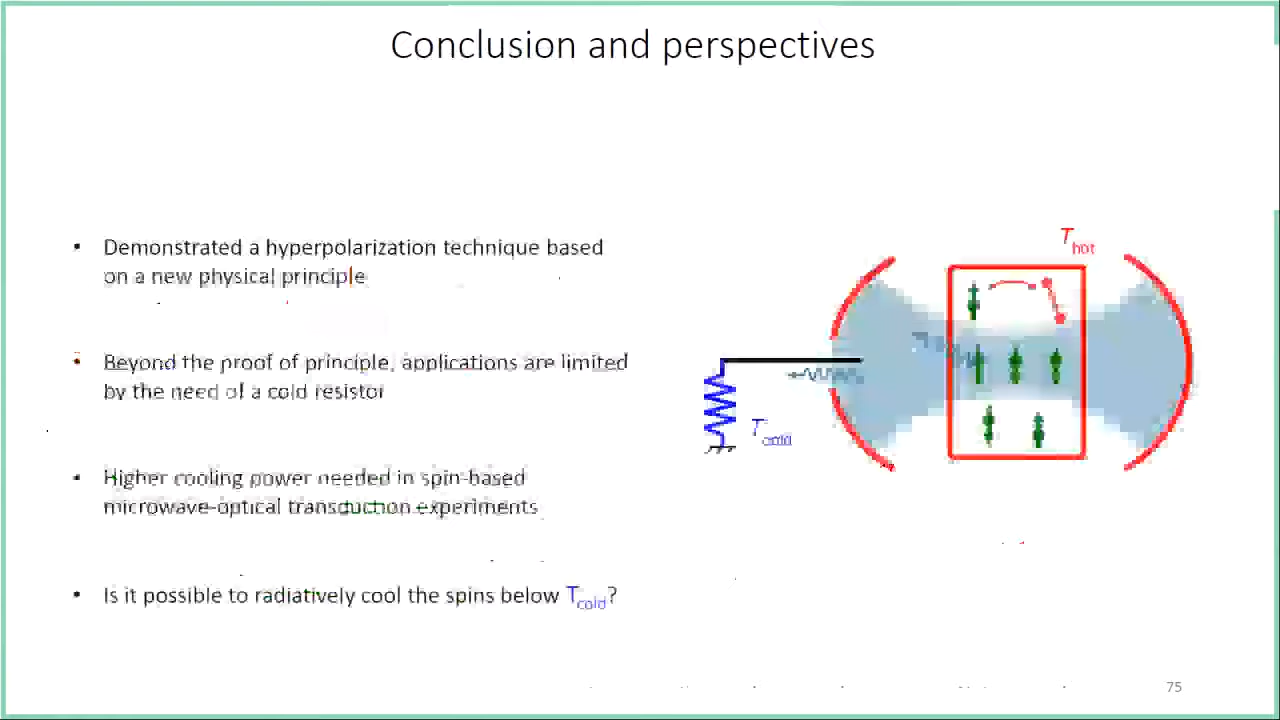 Conclusion and perspectives
• Demonstrated a hyperpolarization technique based
on a new physical principle
• Beyond the proof of principle, applications are limited
by the need of a cold resistor
• Higher cooling power needed in spin-based
microwave-optical transduction experiments
• Is it possible to radiatively cool the spins below Tcold?
Thot
Tcold
75